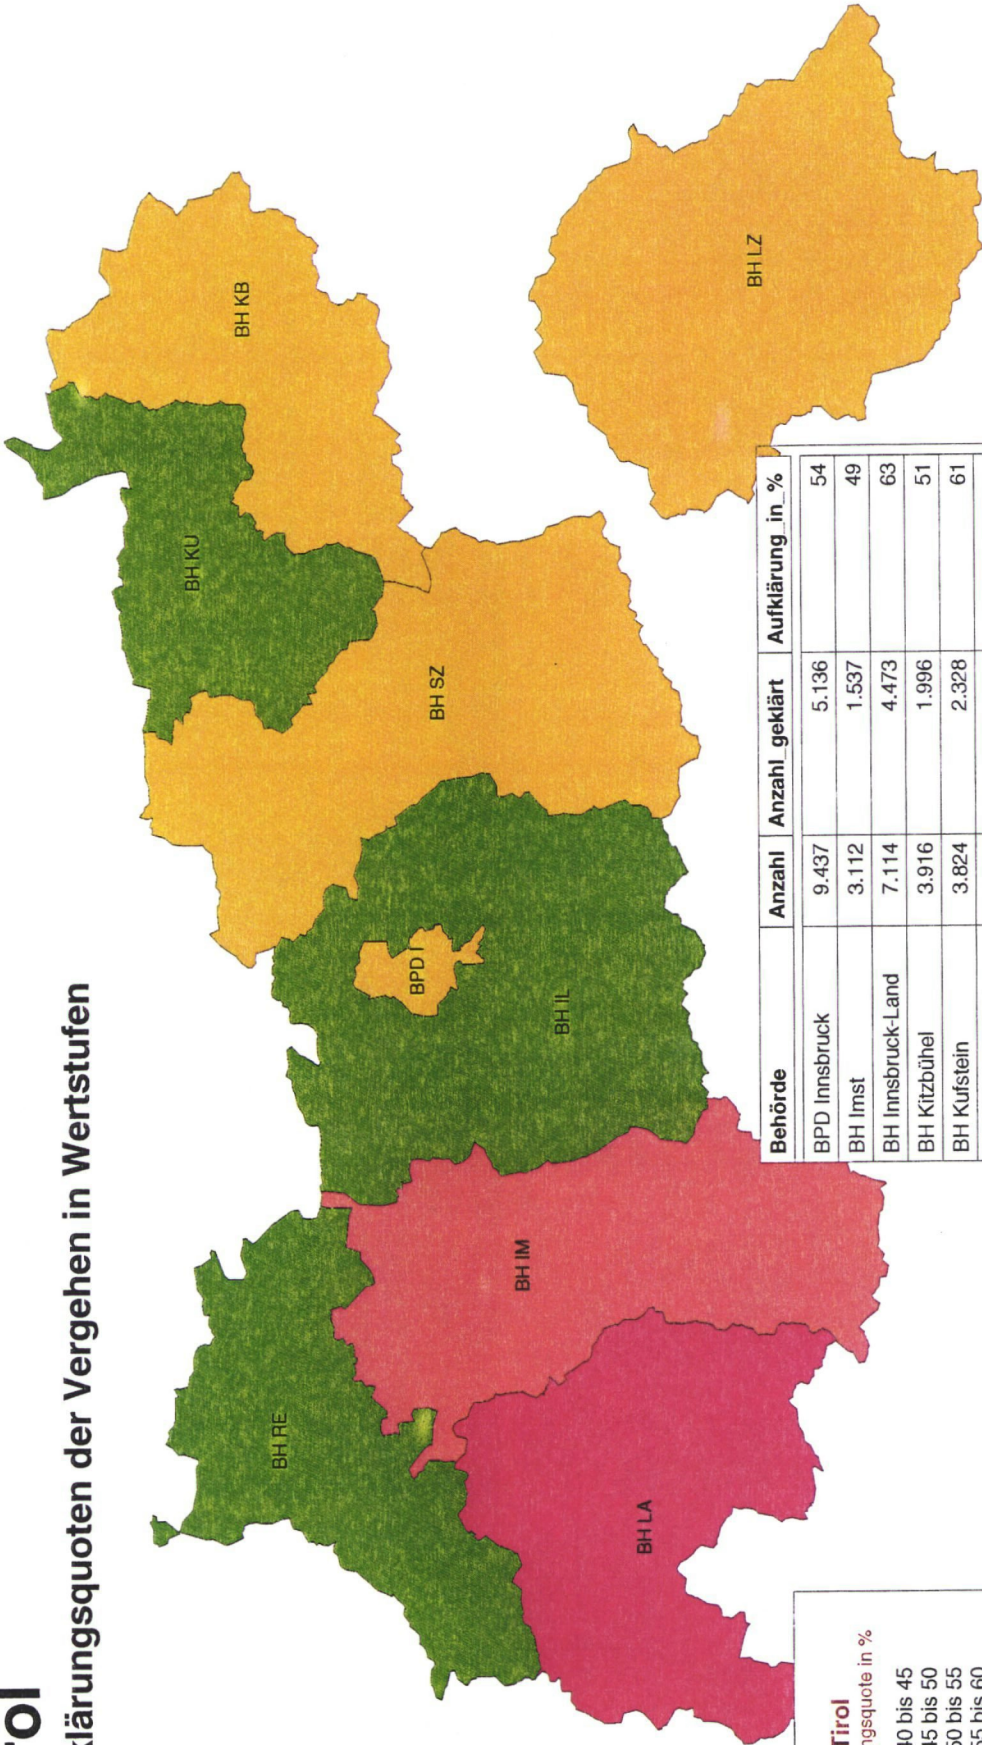 rol
klärungsquoten der Vergehen in Wertstufen
BH RE
BH KU
BH KB
BH SZ
BPD I
BH IL
BH IM
BH LA
BH LZ
Behörde Anzahl Anzahl_geklärt Aufklärung_in_%
BPD Innsbruck 9.437 5.136 54
BH Imst 3.112 1.537 49
BH Innsbruck-Land 7.114 4.473 63
BH Kitzbühel 3.916 1.996 51
BH Kufstein 3.824 2.328 61
Tirol
ngsquote in %
40 bis 45
45 bis 50
50 bis 55
55 bis 60